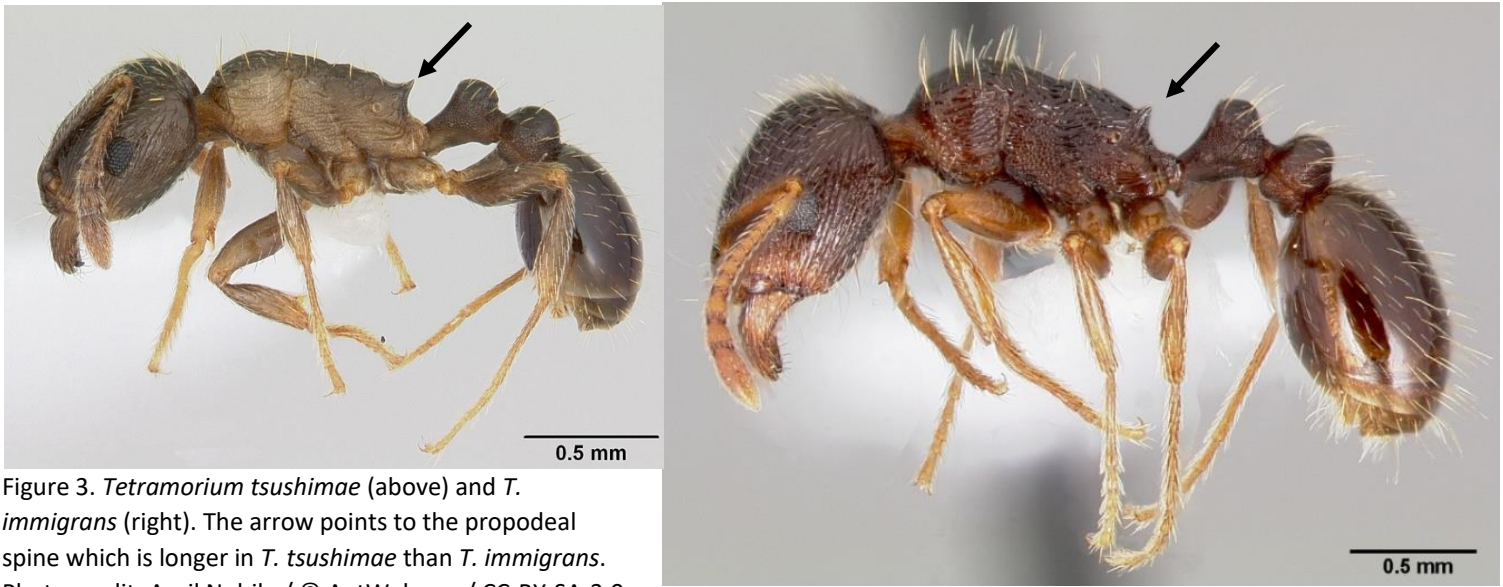 0.5 mm
Figure 3. Tetramorium tsushimae (above) and T.
immigrans (right). The arrow points to the propodeal
spine which is longer in T. tsushimae than T. immigrans.
0.5 mm